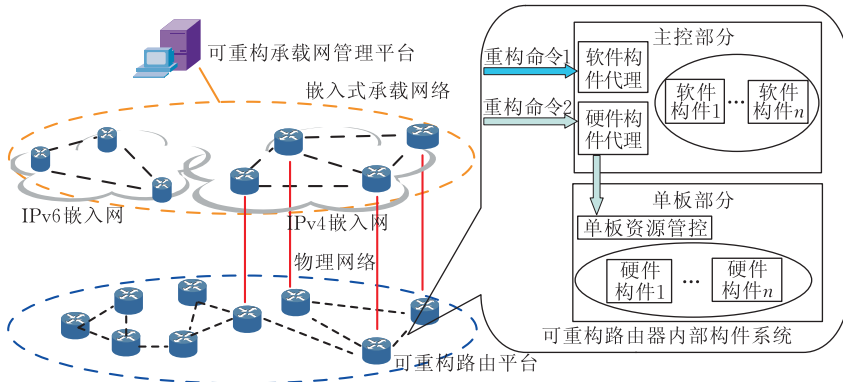 可重构承载网管理平台
嵌入式承载网络
IPv6嵌入网
IPv4嵌入网
物理网络
可重构路由平台
重构命令1
重构命令2
主控部分
软件构
件代理
硬件构
件代理
软件
构件1
...
软件
构件n
单板部分
单板资源管控
硬件
构件1
...
硬件
构件n
可重构路由器内部构件系统